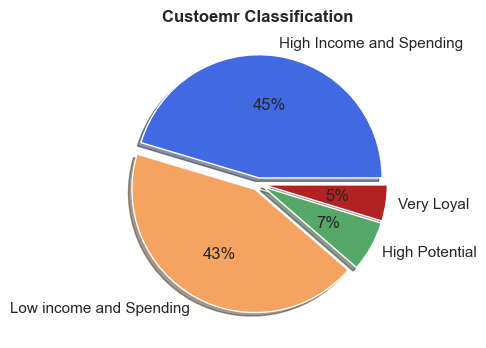 Custoemr Classification
High Income and Spending
45%
5%
Very Loyal
7%
High Potential
43%
Low income and Spending